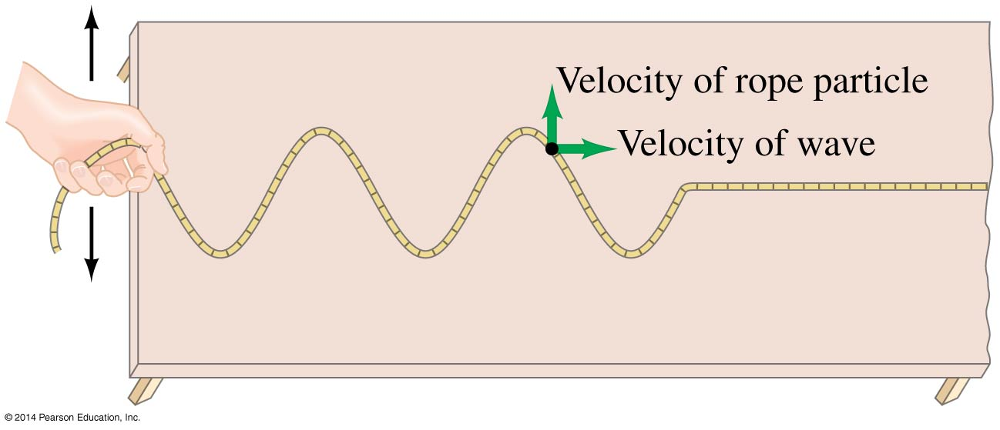 Velocity of rope particle
Velocity of wave
© 2014 Pearson Education, Inc.